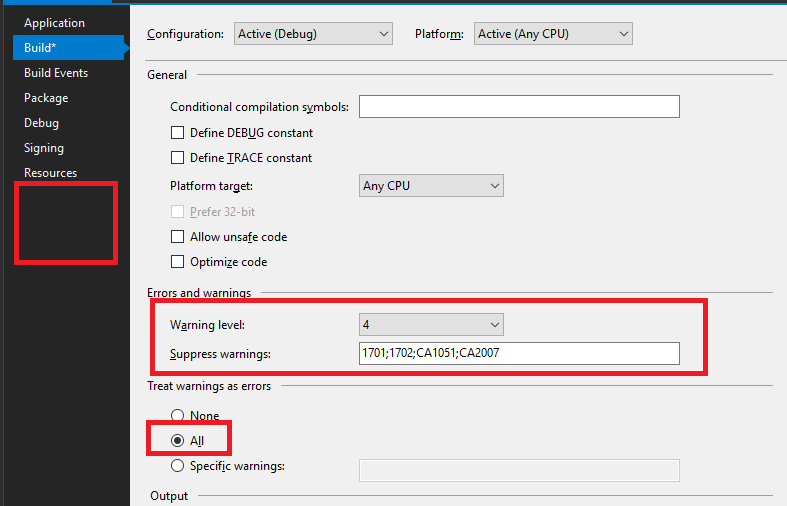 Application
Build*
Build Events
Package
Debug
Signing
Resources
Configuration: Active (Debug) Platform: Active (Any CPU)
General
Conditional compilation symbols:
Define DEBUG constant
Define TRACE constant
Platform target: Any CPU
Prefer 32-bit
Allow unsafe code
Optimize code
Errors and warnings
Warning level: 4
Suppress warnings: 1701;1702;CA1051;CA2007
Treat warnings as errors
None
All
Specific warnings:
Output